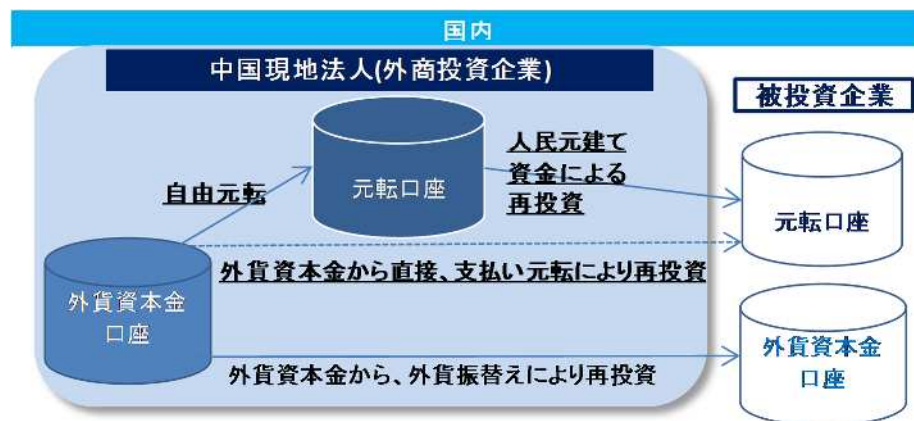 国内
中国現地法人(外商投資企業)
被投資企業
人民元建て
資金による
再投資
自由元転
元転口座
元転口座
外貨資本金から直接、支払い元転により再投資
外貨資本金
口座
外貨資本金
口座
外貨資本金から、外貨振替えにより再投資